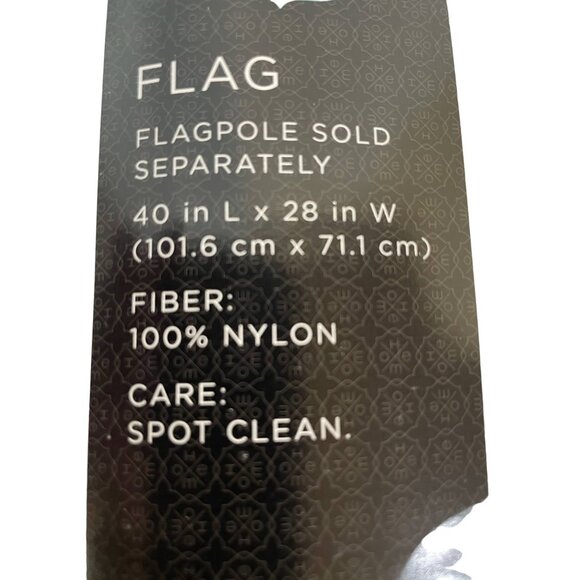 FLAG
FLAGPOLE SOLD
SEPARATELY
40 in L x 28 in W
(101.6 cm x 71.1 cm)
FIBER:
100% NYLON
CARE:
SPOT CLEAN.